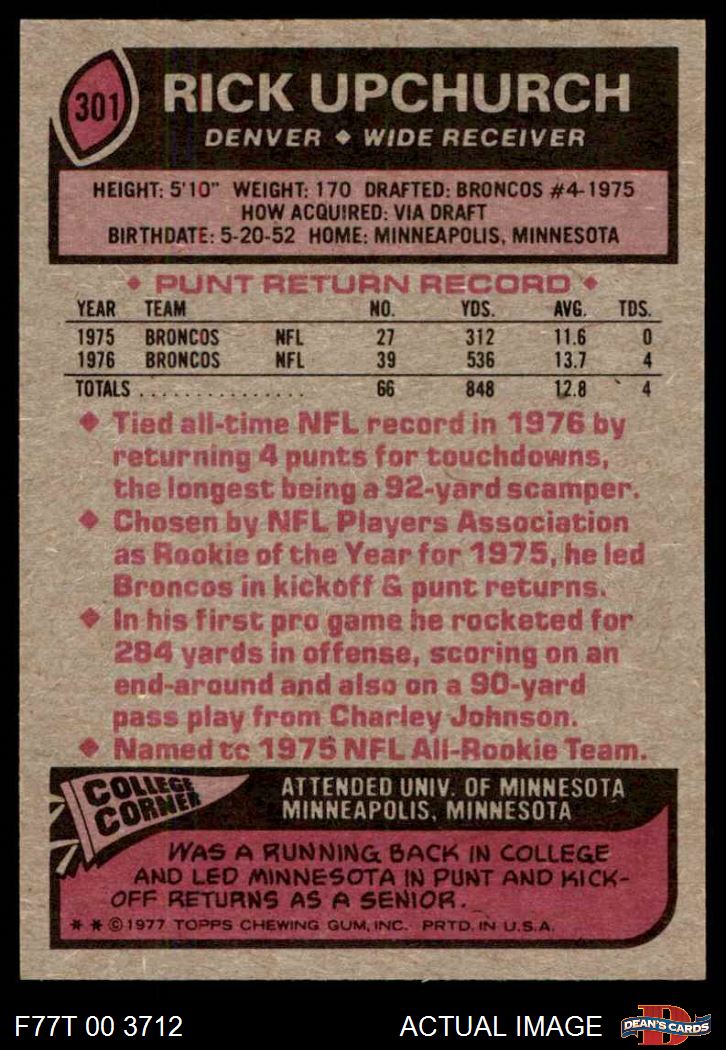 301
RICK UPCHURCH
DENVER ◆ WIDE RECEIVER
HEIGHT: 5'10" WEIGHT: 170 DRAFTED: BRONCOS #4-1975
HOW ACQUIRED: VIA DRAFT
BIRTHDATE: 5-20-52 HOME: MINNEAPOLIS, MINNESOTA
◆ PUNT RETURN RECORD ◆
YEAR TEAM NO. YDS. AVG. TDS.
1975 BRONCOS NFL 27 312 11.6 0
1976 BRONCOS NFL 39 536 13.7 4
TOTALS . . . . . . . . . . . . . . . 66 848 12.8 4
◆ Tied all-time NFL record in 1976 by
returning 4 punts for touchdowns,
the longest being a 92-yard scamper.
◆ Chosen by NFL Players Association
as Rookie of the Year for 1975, he led
Broncos in kickoff & punt returns.
◆ In his first pro game he rocketed for
284 yards in offense, scoring on an
end-around and also on a 90-yard
pass play from Charley Johnson.
◆ Named to 1975 NFL All-Rookie Team.
COLLEGE
CORNER
ATTENDED UNIV. OF MINNESOTA
MINNEAPOLIS, MINNESOTA
WAS A RUNNING BACK IN COLLEGE
AND LED MINNESOTA IN PUNT AND KICK-
OFF RETURNS AS A SENIOR.
* * © 1977 TOPPS CHEWING GUM, INC. PRTD. IN U.S.A.
F77T 00 3712
ACTUAL IMAGE
D
DEAN'S CARDS